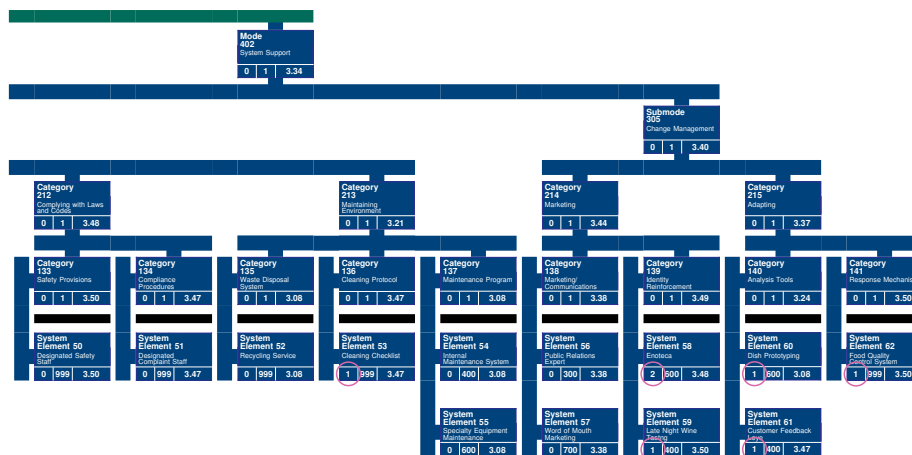 Mode
402
System Support
0 1 3.34
Submode
305
Change Management
0 1 3.40
Category
212
Complying with Laws
and Codes
0 1 3.48
Category
213
Maintaining
Environment
0 1 3.21
Category
214
Marketing
0 1 3.44
Category
215
Adapting
0 1 3.37
Category
133
Safety Provisions
0 1 3.50
Category
134
Compliance
Procedures
0 1 3.47
Category
135
Waste Disposal
System
0 1 3.08
Category
136
Cleaning Protocol
0 1 3.47
Category
137
Maintenance Program
0 1 3.08
Category
138
Marketing/
Communications
0 1 3.38
Category
139
Identity
Reinforcement
0 1 3.49
Category
140
Analysis Tools
0 1 3.24
Category
141
Response Mechanis
0 1 3.50
System
Element 50
Designated Safety
Staff
0 999 3.50
System
Element 51
Designated
Complaint Staff
0 999 3.47
System
Element 52
Recycling Service
0 999 3.08
System
Element 53
Cleaning Checklist
1 999 3.47
System
Element 54
Internal
Maintenance System
0 400 3.08
System
Element 56
Public Relations
Expert
0 300 3.38
System
Element 58
Enoteca
2 600 3.48
System
Element 60
Dish Prototyping
1 600 3.08
System
Element 62
Food Quality
Control System
1 999 3.50
System
Element 55
Specialty Equipment
Maintenance
0 600 3.08
System
Element 57
Word of Mouth
Marketing
0 700 3.38
System
Element 59
Late Night Wine
1 400 3.50
System
Element 61
Customer Feedback
1 400 3.47